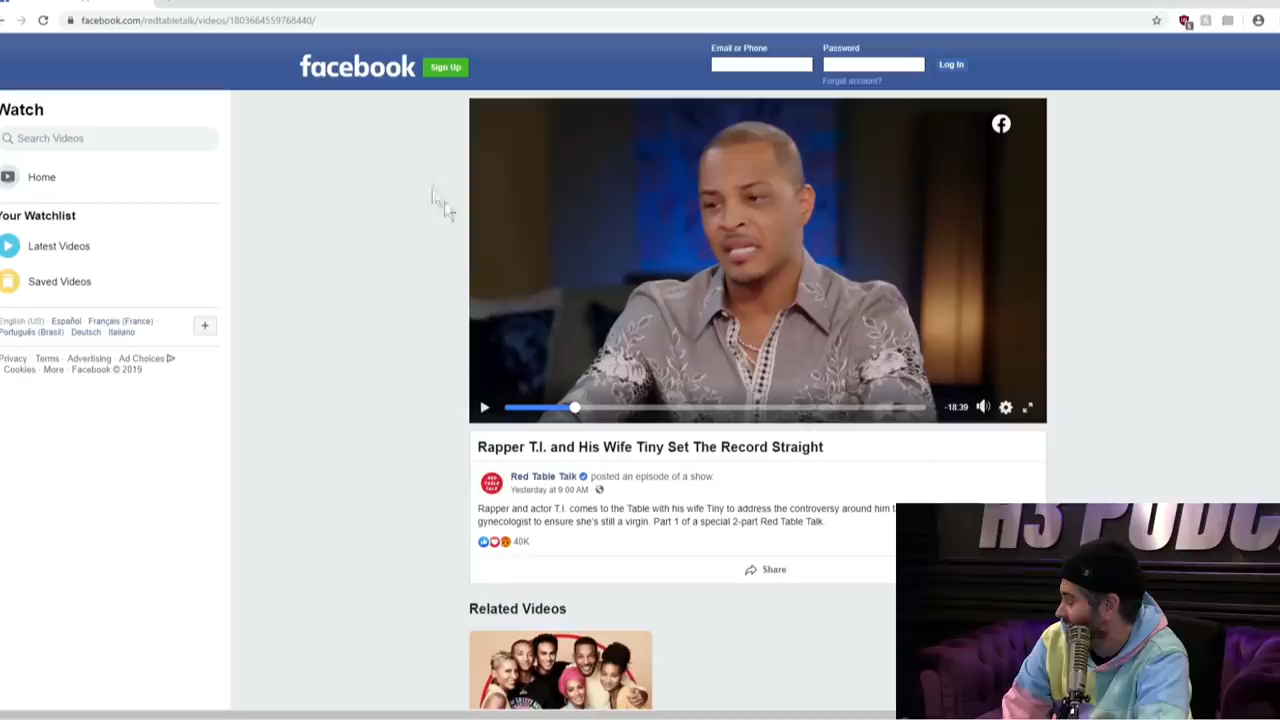 facebook.com/redtabletalk/videos/1803664559768440/
facebook
Sign Up
Email or Phone
Password
Log In
Forgot account?
Watch
Search Videos
Home
Your Watchlist
Latest Videos
Saved Videos
English (US) · Español · Français (France) ·
Português (Brasil) · Deutsch · Italiano
+
Privacy · Terms · Advertising · Ad Choices
Cookies · More · Facebook © 2019
-18:39
Rapper T.I. and His Wife Tiny Set The Record Straight
RED TABLE TALK
Red Table Talk posted an episode of a show.
Yesterday at 9:00 AM ·
Rapper and actor T.I. comes to the Table with his wife Tiny to address the controversy around him t
gynecologist to ensure she's still a virgin. Part 1 of a special 2-part Red Table Talk.
40K
Share
H3 PODC
Related Videos